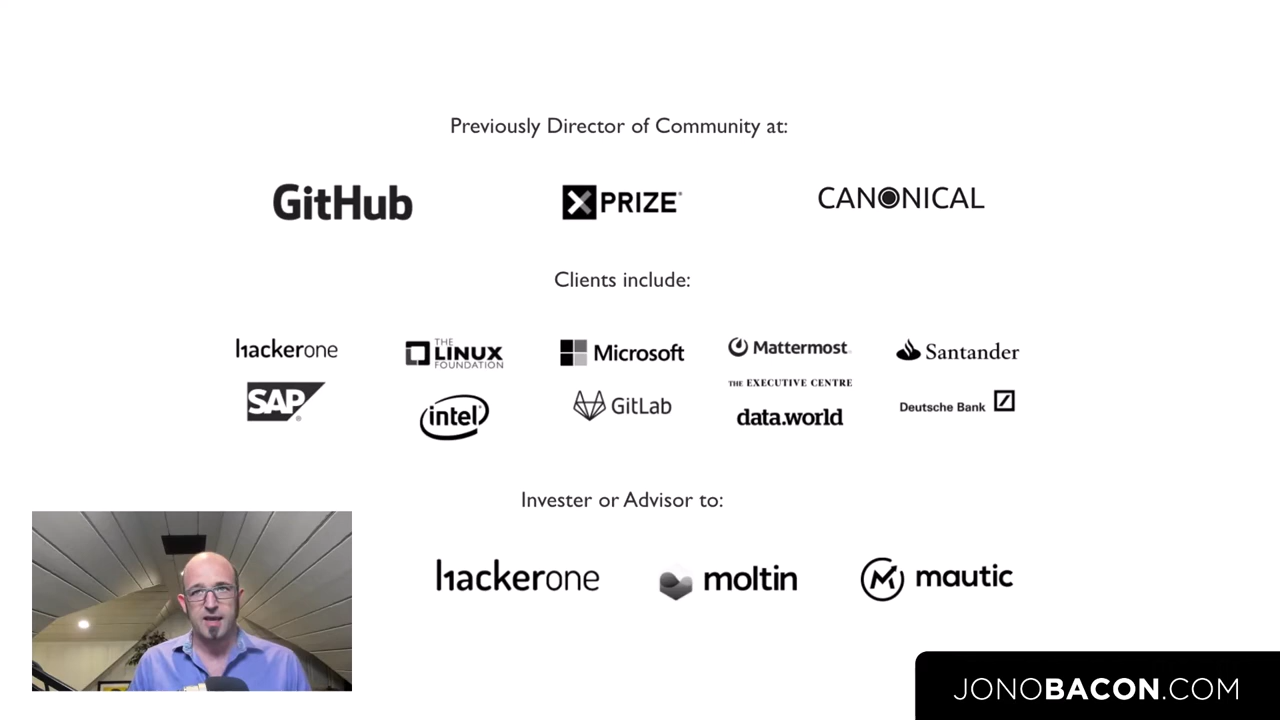 Previously Director of Community at:
GitHub
XPRIZE
CANONICAL
Clients include:
hackerone
THE LINUX FOUNDATION
Microsoft
Mattermost
Santander
SAP
intel
GitLab
THE EXECUTIVE CENTRE
data.world
Deutsche Bank
Invester or Advisor to:
hackerone
moltin
mautic
JONOBACON.COM